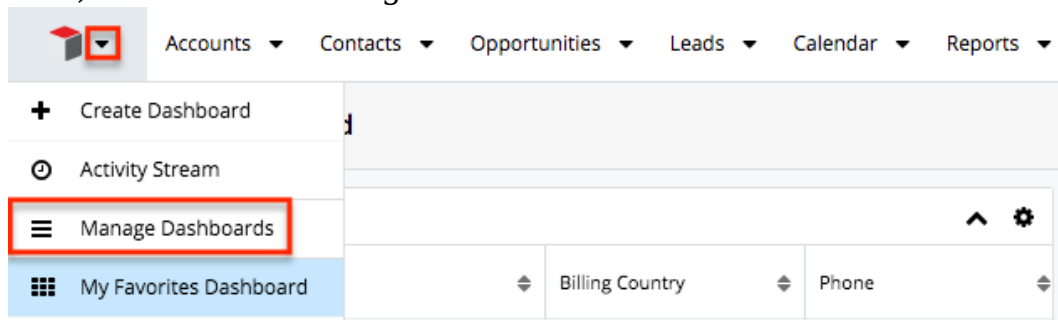 Accounts Contacts Opportunities Leads Calendar Reports
Create Dashboard
Activity Stream
Manage Dashboards
My Favorites Dashboard
Billing Country Phone